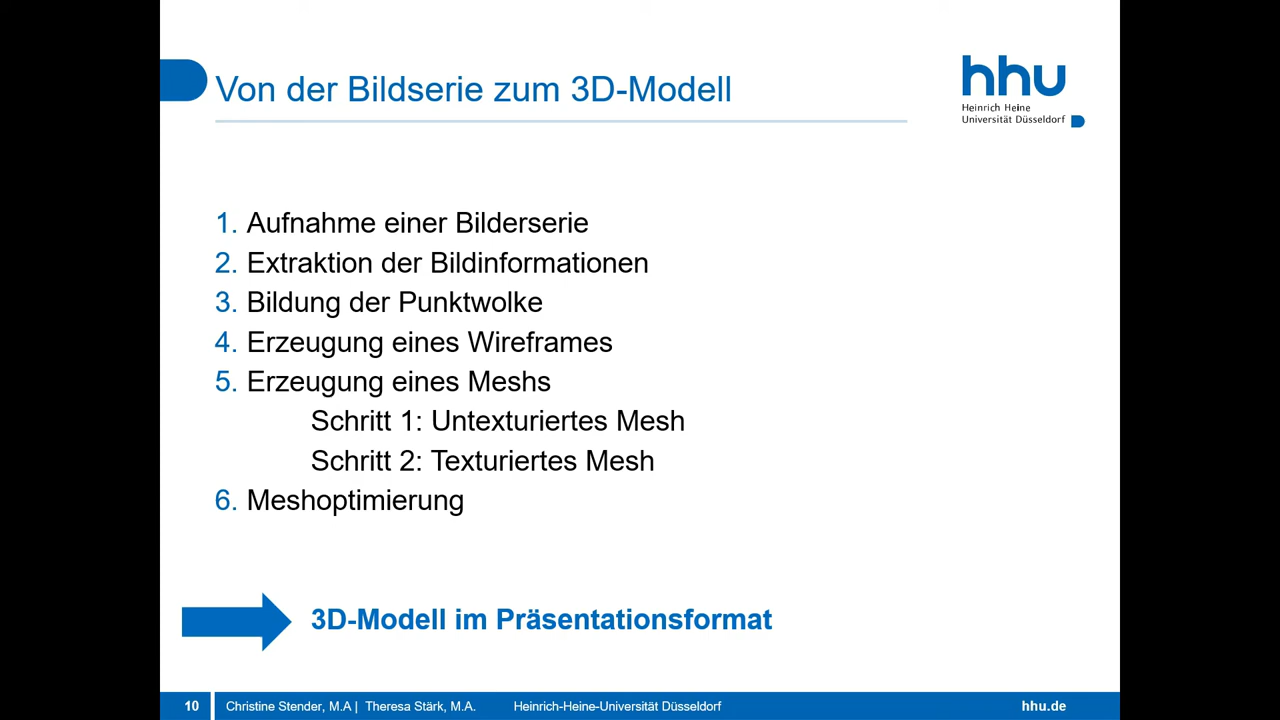 Von der Bildserie zum 3D-Modell
hhu
Heinrich Heine
Universität Düsseldorf
1. Aufnahme einer Bilderserie
2. Extraktion der Bildinformationen
3. Bildung der Punktwolke
4. Erzeugung eines Wireframes
5. Erzeugung eines Meshs
Schritt 1: Untexturiertes Mesh
Schritt 2: Texturiertes Mesh
6. Meshoptimierung
3D-Modell im Präsentationsformat
10 Christine Stender, M.A | Theresa Stärk, M.A. Heinrich-Heine-Universität Düsseldorf hhu.de